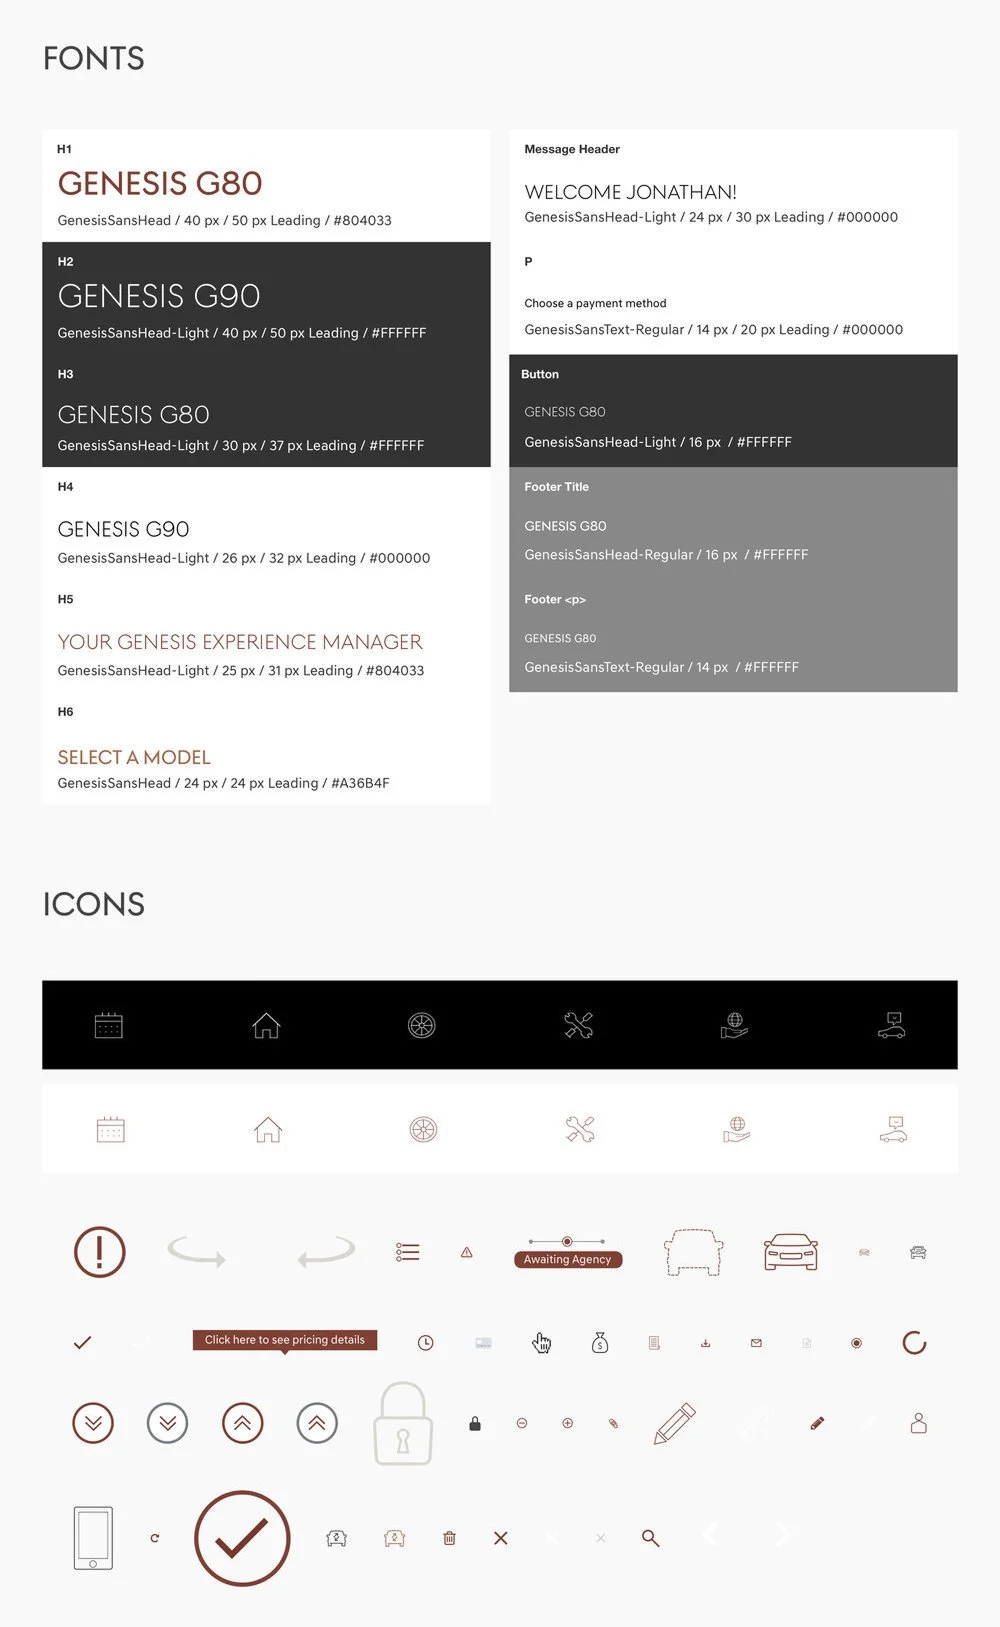 FONTS
H1
GENESIS G80
GenesisSansHead / 40 px / 50 px Leading / #804033
H2
GENESIS G90
GenesisSansHead-Light / 40 px / 50 px Leading / #FFFFFF
H3
GENESIS G80
GenesisSansHead-Light / 30 px / 37 px Leading / #FFFFFF
H4
GENESIS G90
GenesisSansHead-Light / 26 px / 32 px Leading / #000000
H5
YOUR GENESIS EXPERIENCE MANAGER
GenesisSansHead-Light / 25 px / 31 px Leading / #804033
H6
SELECT A MODEL
GenesisSansHead / 24 px / 24 px Leading / #A36B4F
Message Header
WELCOME JONATHAN!
GenesisSansHead-Light / 24 px / 30 px Leading / #000000
P
Choose a payment method
GenesisSansText-Regular / 14 px / 20 px Leading / #000000
Button
GENESIS G80
GenesisSansHead-Light / 16 px / #FFFFFF
Footer Title
GENESIS G80
GenesisSansHead-Regular / 16 px / #FFFFFF
Footer <p>
GENESIS G80
GenesisSansText-Regular / 14 px / #FFFFFF
ICONS
Awaiting Agency
Click here to see pricing details